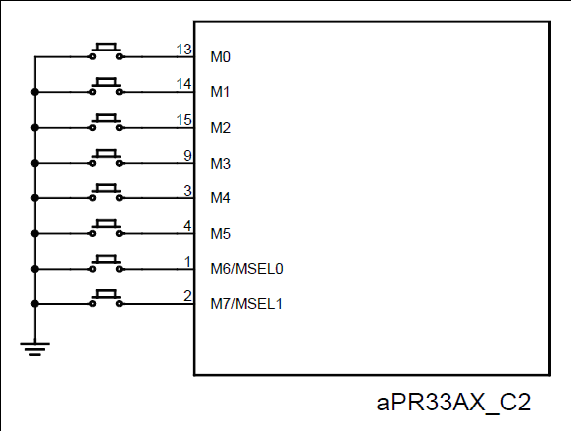 13 M0
14 M1
15 M2
9 M3
3 M4
4 M5
1 M6/MSEL0
2 M7/MSEL1
aPR33AX_C2